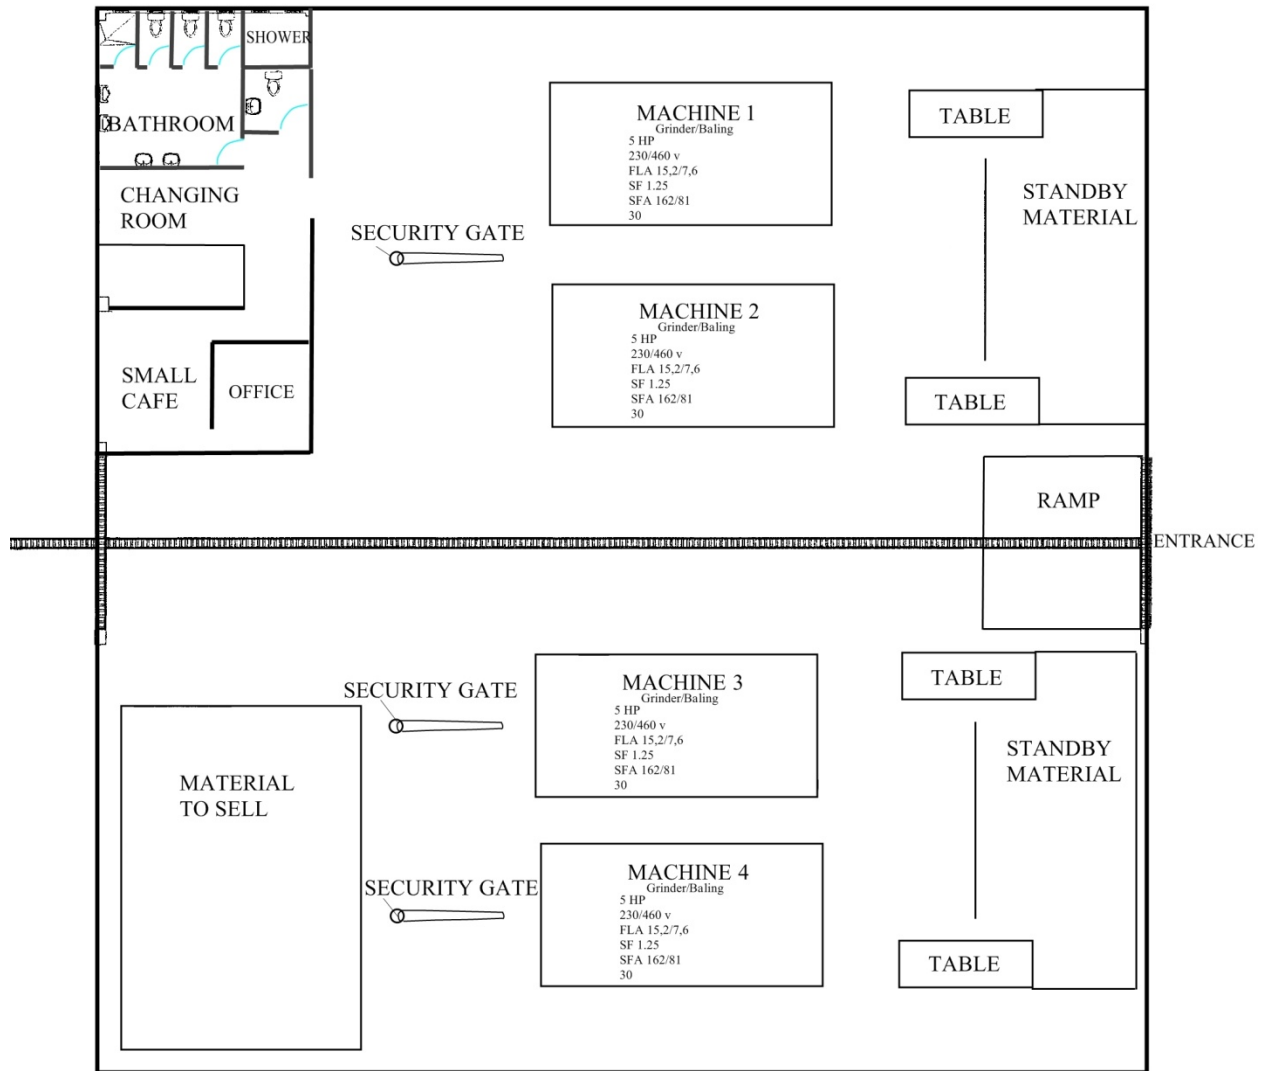 SHOWER
BATHROOM
CHANGING
ROOM
SMALL
CAFE
OFFICE
SECURITY GATE
MACHINE 1
Grinder/Baling
5 HP
230/460 v
FLA 15,2/7,6
SF 1.25
SFA 162/81
30
MACHINE 2
Grinder/Baling
5 HP
230/460 v
FLA 15,2/7,6
SF 1.25
SFA 162/81
30
TABLE
STANDBY
MATERIAL
TABLE
RAMP
ENTRANCE
SECURITY GATE
MATERIAL
TO SELL
SECURITY GATE
MACHINE 3
Grinder/Baling
5 HP
230/460 v
FLA 15,2/7,6
SF 1.25
SFA 162/81
30
MACHINE 4
Grinder/Baling
5 HP
230/460 v
FLA 15,2/7,6
SF 1.25
SFA 162/81
30
TABLE
STANDBY
MATERIAL
TABLE